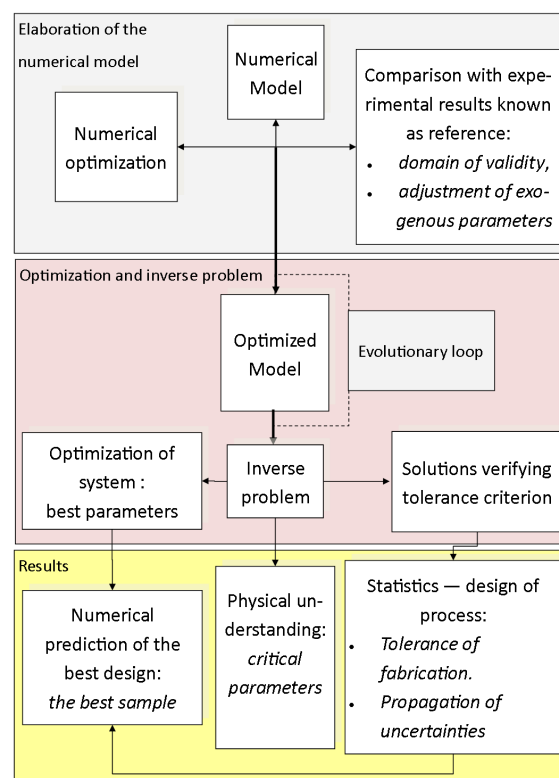 Elaboration of the
numerical model
Numerical
Model
Numerical
optimization
Comparison with expe-
rimental results known
as reference:
• domain of validity,
• adjustment of exo-
genous parameters
Optimization and inverse problem
Optimized
Model
Evolutionary loop
Optimization of
system :
best parameters
Inverse
problem
Solutions verifying
tolerance criterion
Results
Numerical
prediction of the
best design:
the best sample
Physical un-
derstanding:
critical
parameters
Statistics — design of
process:
• Tolerance of
fabrication.
• Propagation of
uncertainties